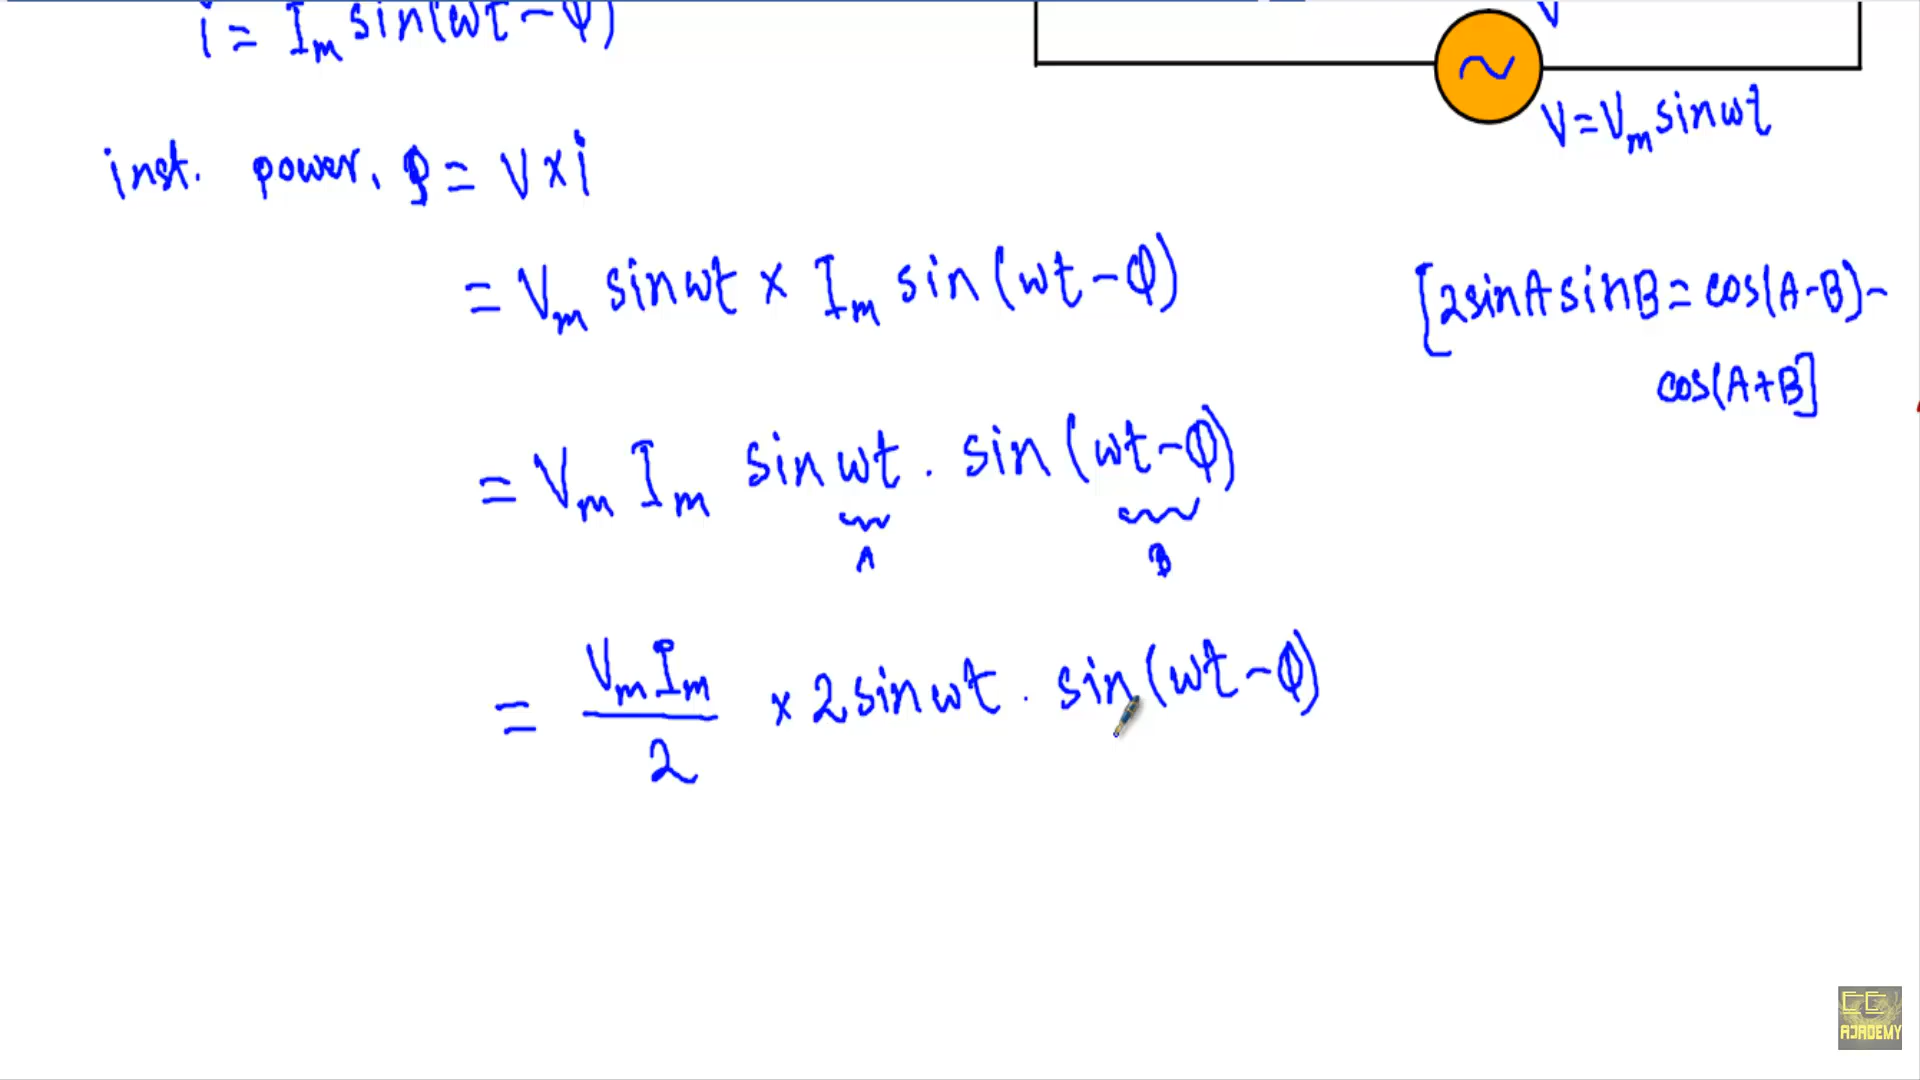 i = Im sin(ωt - Φ)
V
V = Vm sinωt
inst. power, p = V × i
= Vm sinωt × Im sin(ωt - Φ)
[2sinA sinB = cos(A-B) -
cos(A+B]
= Vm Im sinωt . sin(ωt - Φ)
A B
= VmIm/2 × 2sinωt . sin(ωt - Φ)
EE
ACADEMY